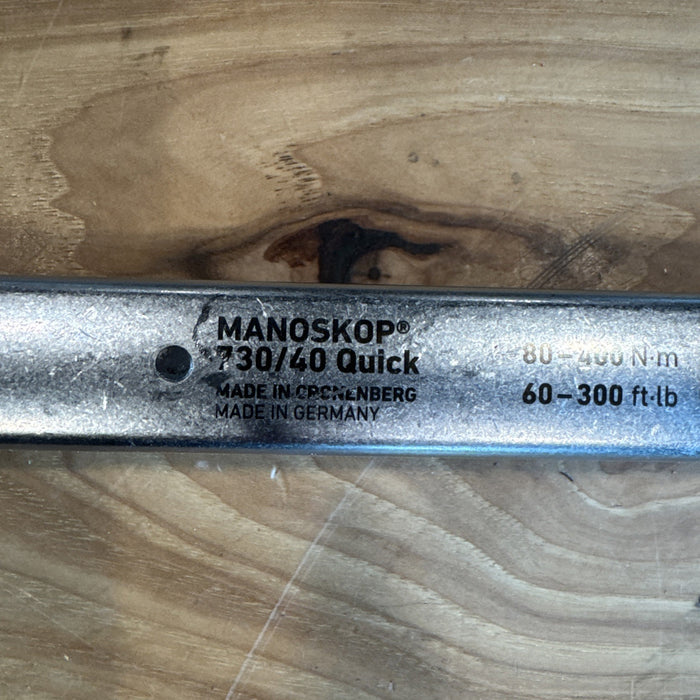 MANOSKOP®
730/40 Quick
MADE IN CRONENBERG
MADE IN GERMANY
80–400 N·m
60–300 ft·lb